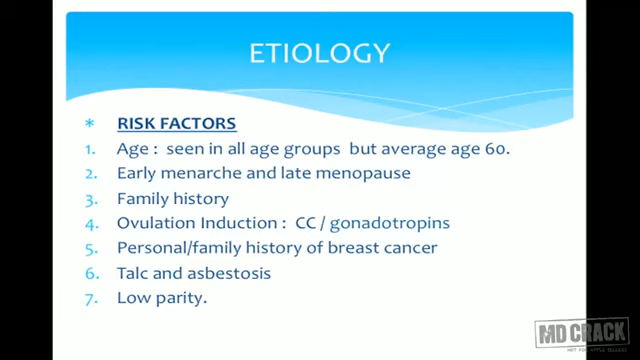 ETIOLOGY
* RISK FACTORS
1. Age : seen in all age groups but average age 60.
2. Early menarche and late menopause
3. Family history
4. Ovulation Induction : CC / gonadotropins
5. Personal/family history of breast cancer
6. Talc and asbestosis
7. Low parity.
MD CRACK